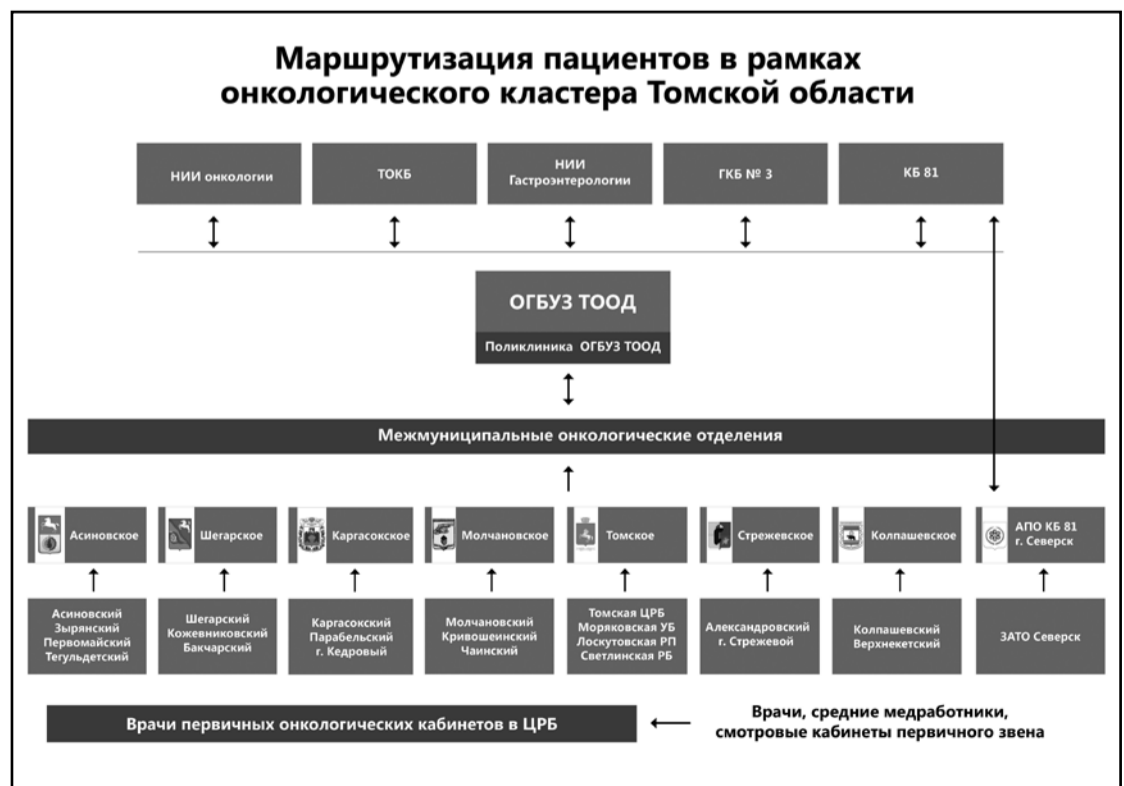 Маршрутизация пациентов в рамках
онкологического кластера Томской области
НИИ онкологии
ТОКБ
НИИ
Гастроэнтерологии
ГКБ № 3
КБ 81
ОГБУЗ ТООД
Поликлиника ОГБУЗ ТООД
Межмуниципальные онкологические отделения
Асиновское
Шегарское
Каргасокское
Молчановское
Томское
Стрежевское
Колпашевское
АПО КБ 81
г. Северск
Асиновский
Зырянский
Первомайский
Тегульдетский
Шегарский
Кожевниковский
Бакчарский
Каргасокский
Парабельский
г. Кедровый
Молчановский
Кривошеинский
Чаинский
Томская ЦРБ
Моряковская УБ
Лоскутовская РП
Светлинская РБ
Александровский
г. Стрежевой
Колпашевский
Верхнекетский
ЗАТО Северск
Врачи первичных онкологических кабинетов в ЦРБ
Врачи, средние медработники,
смотровые кабинеты первичного звена